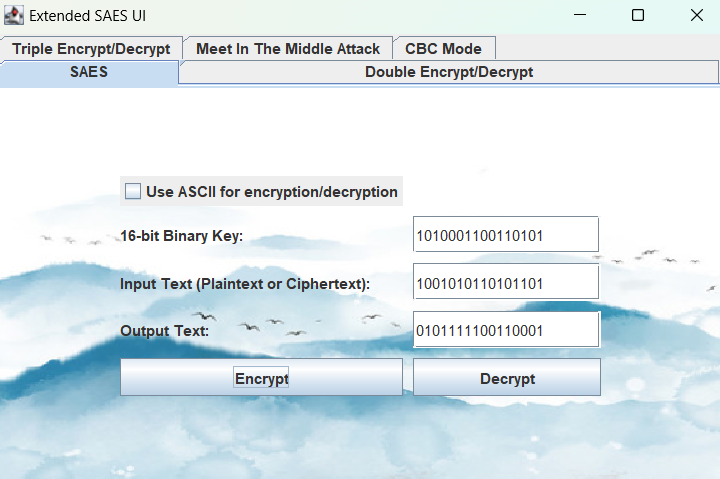 Extended SAES UI
Triple Encrypt/Decrypt Meet In The Middle Attack CBC Mode
SAES Double Encrypt/Decrypt
Use ASCII for encryption/decryption
16-bit Binary Key: 1010001100110101
Input Text (Plaintext or Ciphertext): 1001010110101101
Output Text: 0101111100110001
Encrypt Decrypt